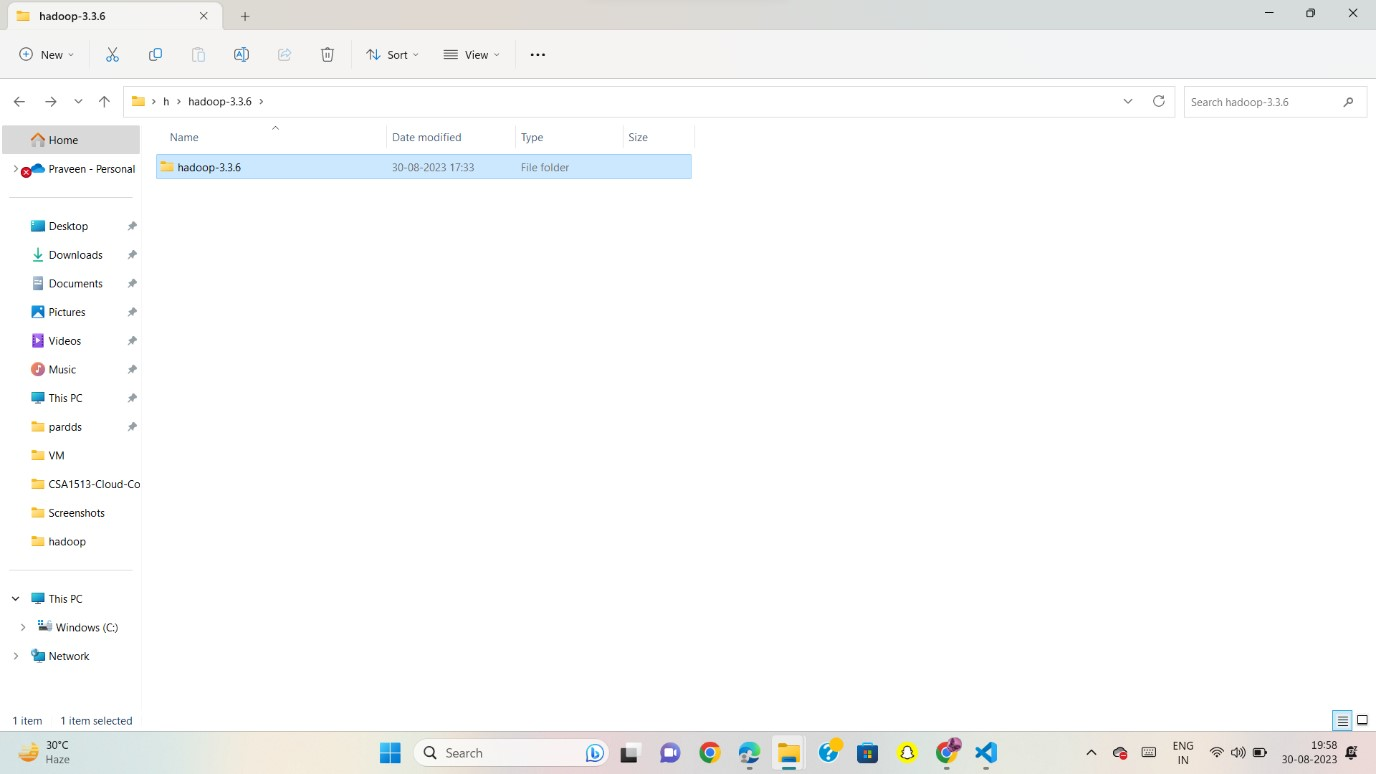 hadoop-3.3.6
New
Sort
View
h
hadoop-3.3.6
Search hadoop-3.3.6
Name
Date modified
Type
Size
hadoop-3.3.6
30-08-2023 17:33
File folder
Home
Praveen - Personal
Desktop
Downloads
Documents
Pictures
Videos
Music
This PC
pardds
VM
CSA1513-Cloud-Co
Screenshots
hadoop
This PC
Windows (C:)
Network
1 item
1 item selected
30°C
Haze
Search
ENG
IN
19:58
30-08-2023